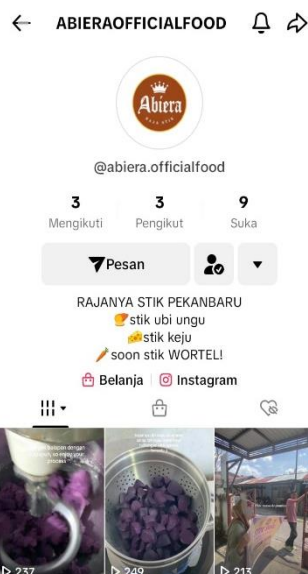 ABIERAOFFICIALFOOD
Abiera
@abiera.officialfood
3 3 9
Mengikuti Pengikut Suka
Pesan
RAJANYA STIK PEKANBARU
🍠stik ubi ungu
🧀stik keju
🥕soon stik WORTEL!
Belanja Instagram
237 249 213